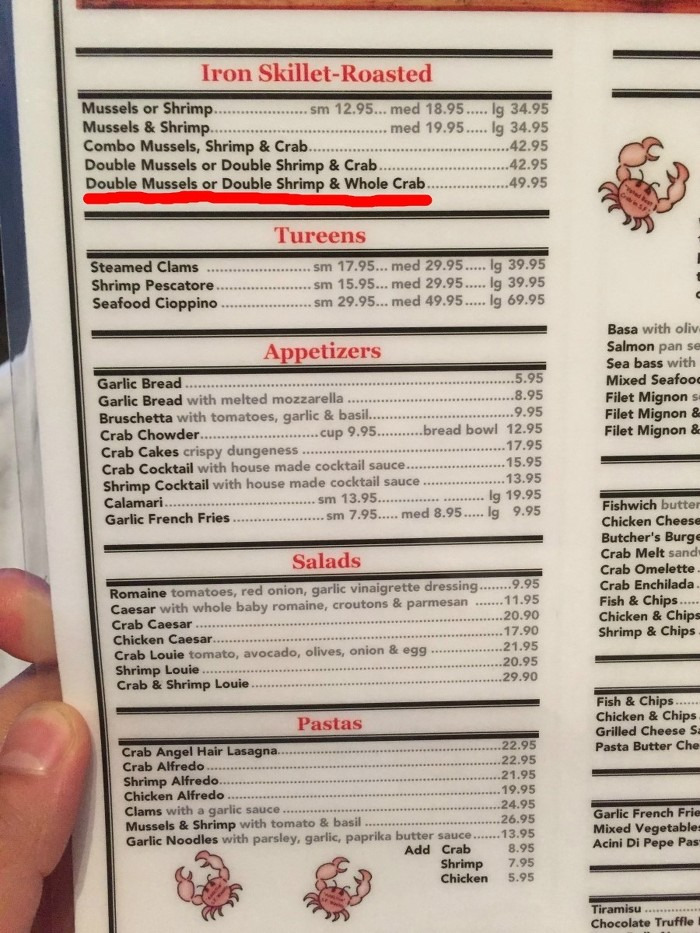 Iron Skillet-Roasted
Mussels or Shrimp.....sm 12.95... med 18.95..... lg 34.95
Mussels & Shrimp..... med 19.95..... lg 34.95
Combo Mussels, Shrimp & Crab.....42.95
Double Mussels or Double Shrimp & Crab.....42.95
Double Mussels or Double Shrimp & Whole Crab.....49.95
Tureens
Steamed Clams ..... sm 17.95... med 29.95..... lg 39.95
Shrimp Pescatore..... sm 15.95... med 29.95..... lg 39.95
Seafood Cioppino ..... sm 29.95... med 49.95..... lg 69.95
Appetizers
Garlic Bread .....5.95
Garlic Bread with melted mozzarella .....8.95
Bruschetta with tomatoes, garlic & basil.....9.95
Crab Chowder.....cup 9.95.....bread bowl 12.95
Crab Cakes crispy dungeness .....17.95
Crab Cocktail with house made cocktail sauce.....15.95
Shrimp Cocktail with house made cocktail sauce .....13.95
Calamari.....sm 13.95..... lg 19.95
Garlic French Fries .....sm 7.95..... med 8.95..... lg 9.95
Salads
Romaine tomatoes, red onion, garlic vinaigrette dressing.....9.95
Caesar with whole baby romaine, croutons & parmesan .....11.95
Crab Caesar .....20.90
Chicken Caesar.....17.90
Crab Louie tomato, avocado, olives, onion & egg .....21.95
Shrimp Louie .....20.95
Crab & Shrimp Louie.....29.90
Pastas
Crab Angel Hair Lasagna.....22.95
Crab Alfredo.....22.95
Shrimp Alfredo.....21.95
Chicken Alfredo .....19.95
Clams with a garlic sauce .....24.95
Mussels & Shrimp with tomato & basil .....26.95
Garlic Noodles with parsley, garlic, paprika butter sauce.....13.95
Add Crab 8.95
Shrimp 7.95
Chicken 5.95
Basa with oliv
Salmon pan se
Sea bass with
Mixed Seafood
Filet Mignon s
Filet Mignon &
Filet Mignon &
Fishwich butter
Chicken Cheese
Butcher's Burge
Crab Melt sand
Crab Omelette
Crab Enchilada
Fish & Chips.....
Chicken & Chips
Shrimp & Chips
Fish & Chips.....
Chicken & Chips
Grilled Cheese Sa
Pasta Butter Che
Garlic French Frie
Mixed Vegetable
Acini Di Pepe Pas
Tiramisu .....
Chocolate Truffle